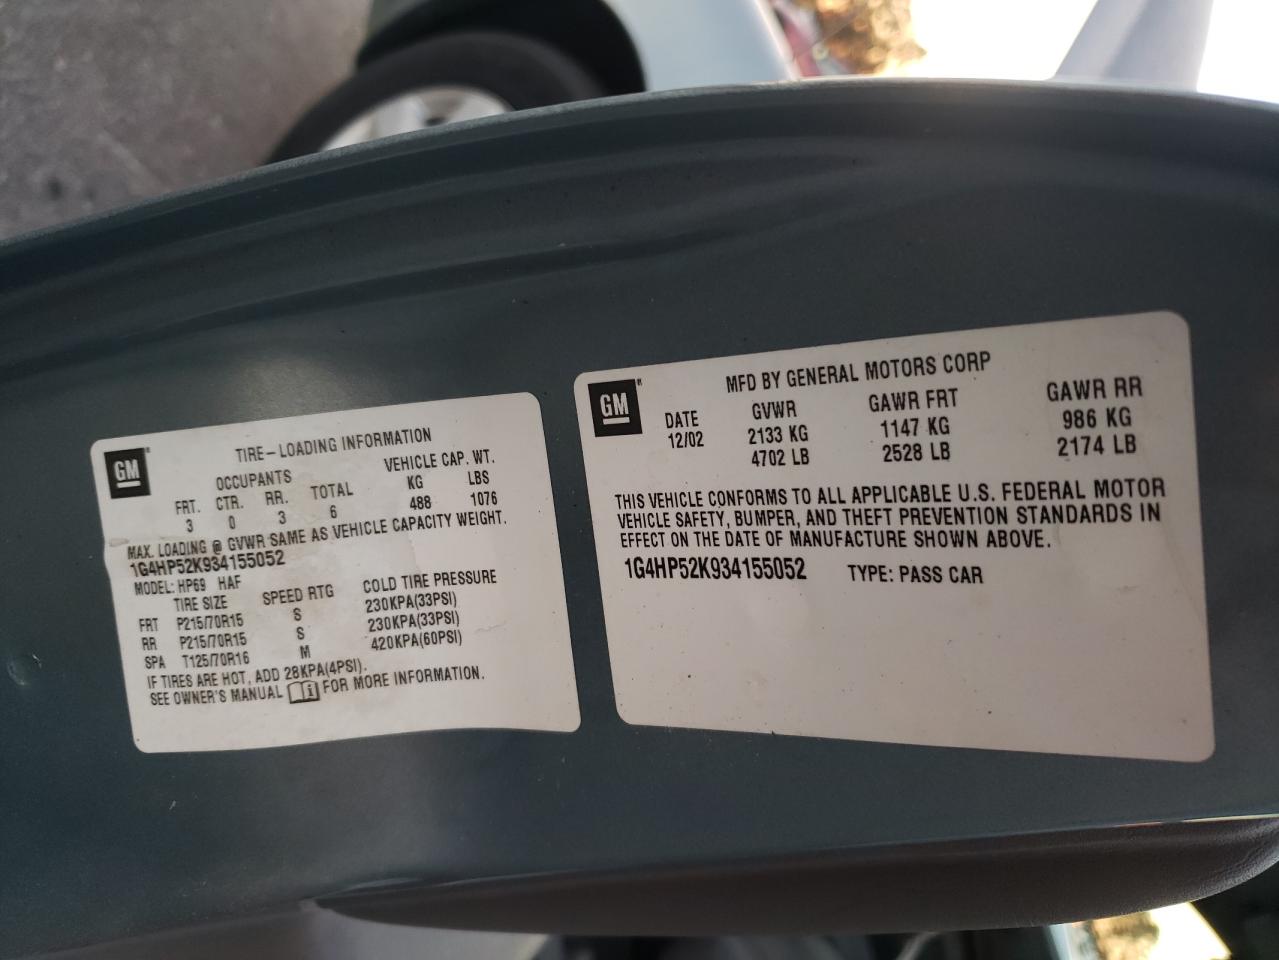 GM
TIRE-LOADING INFORMATION
OCCUPANTS VEHICLE CAP. WT.
FRT. CTR. RR. TOTAL KG LBS
3 0 3 6 488 1076
MAX. LOADING @ GVWR SAME AS VEHICLE CAPACITY WEIGHT.
1G4HP52K934155052
MODEL: HP69 HAF
TIRE SIZE SPEED RTG COLD TIRE PRESSURE
FRT P215/70R15 S 230KPA(33PSI)
RR P215/70R15 S 230KPA(33PSI)
SPA T125/70R16 M 420KPA(60PSI)
IF TIRES ARE HOT, ADD 28KPA(4PSI).
SEE OWNER'S MANUAL i FOR MORE INFORMATION.
GM
MFD BY GENERAL MOTORS CORP
DATE GVWR GAWR FRT GAWR RR
12/02 2133 KG 1147 KG 986 KG
4702 LB 2528 LB 2174 LB
THIS VEHICLE CONFORMS TO ALL APPLICABLE U.S. FEDERAL MOTOR
VEHICLE SAFETY, BUMPER, AND THEFT PREVENTION STANDARDS IN
EFFECT ON THE DATE OF MANUFACTURE SHOWN ABOVE.
1G4HP52K934155052 TYPE: PASS CAR